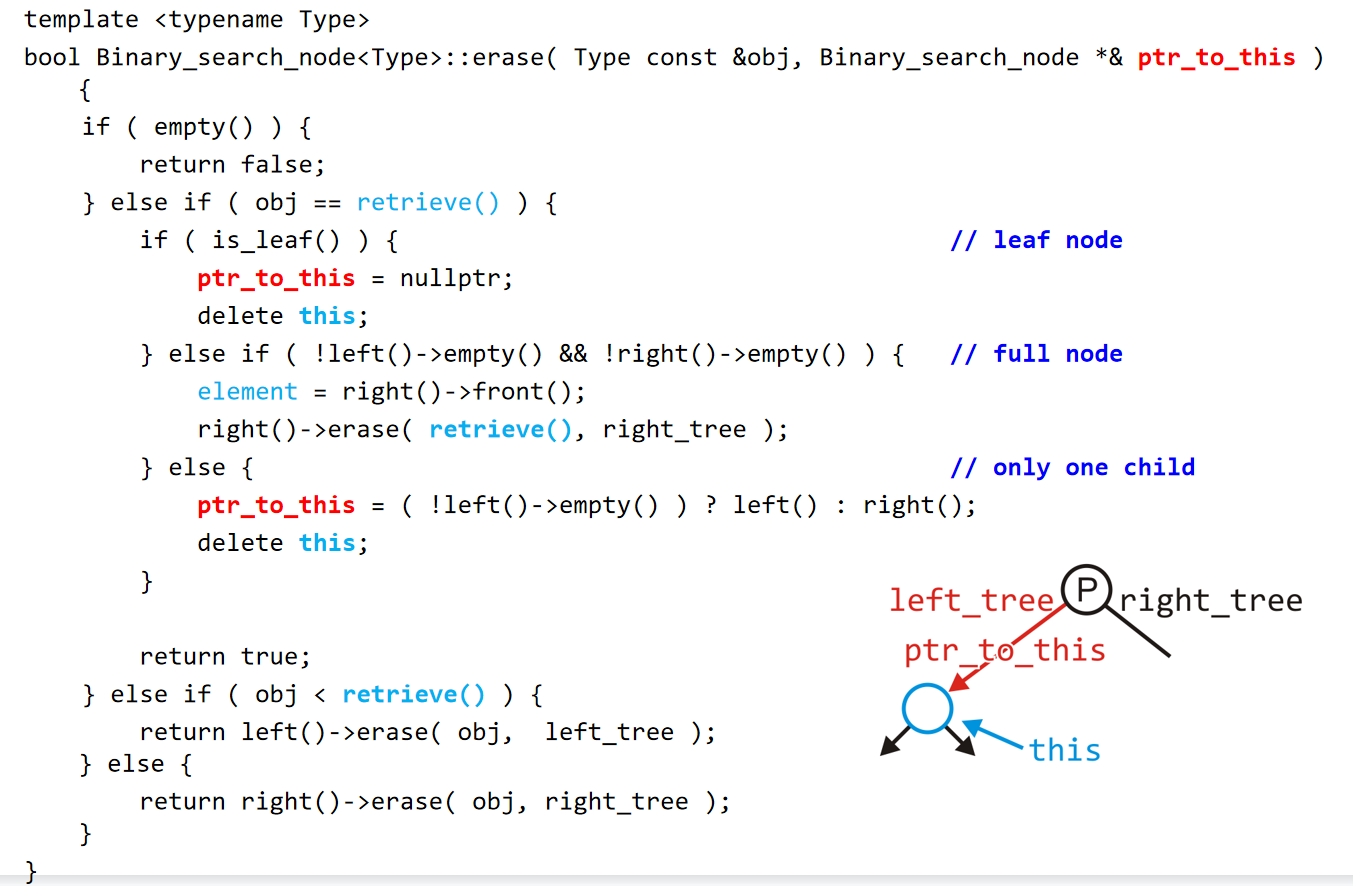 template <typename Type>
bool Binary_search_node<Type>::erase( Type const &obj, Binary_search_node *& ptr_to_this )
    {
    if ( empty() ) {
        return false;
    } else if ( obj == retrieve() ) {
        if ( is_leaf() ) {                                      // leaf node
            ptr_to_this = nullptr;
            delete this;
        } else if ( !left()->empty() && !right()->empty() ) {   // full node
            element = right()->front();
            right()->erase( retrieve(), right_tree );
        } else {                                                // only one child
            ptr_to_this = ( !left()->empty() ) ? left() : right();
            delete this;
        }
        return true;
    } else if ( obj < retrieve() ) {
        return left()->erase( obj,  left_tree );
    } else {
        return right()->erase( obj, right_tree );
    }
}
left_tree P right_tree
ptr_to_this
this